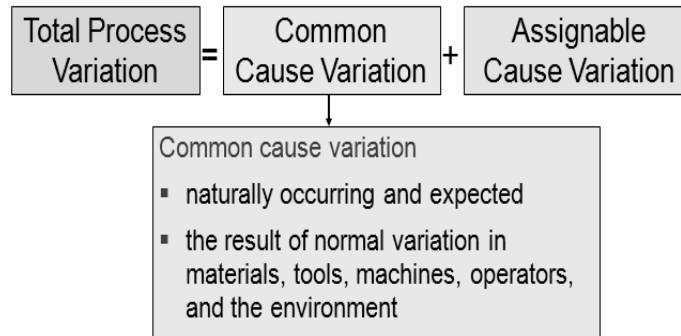 Total Process
Variation
=
Common
Cause Variation
+
Assignable
Cause Variation
Common cause variation
▪ naturally occurring and expected
▪ the result of normal variation in
materials, tools, machines, operators,
and the environment